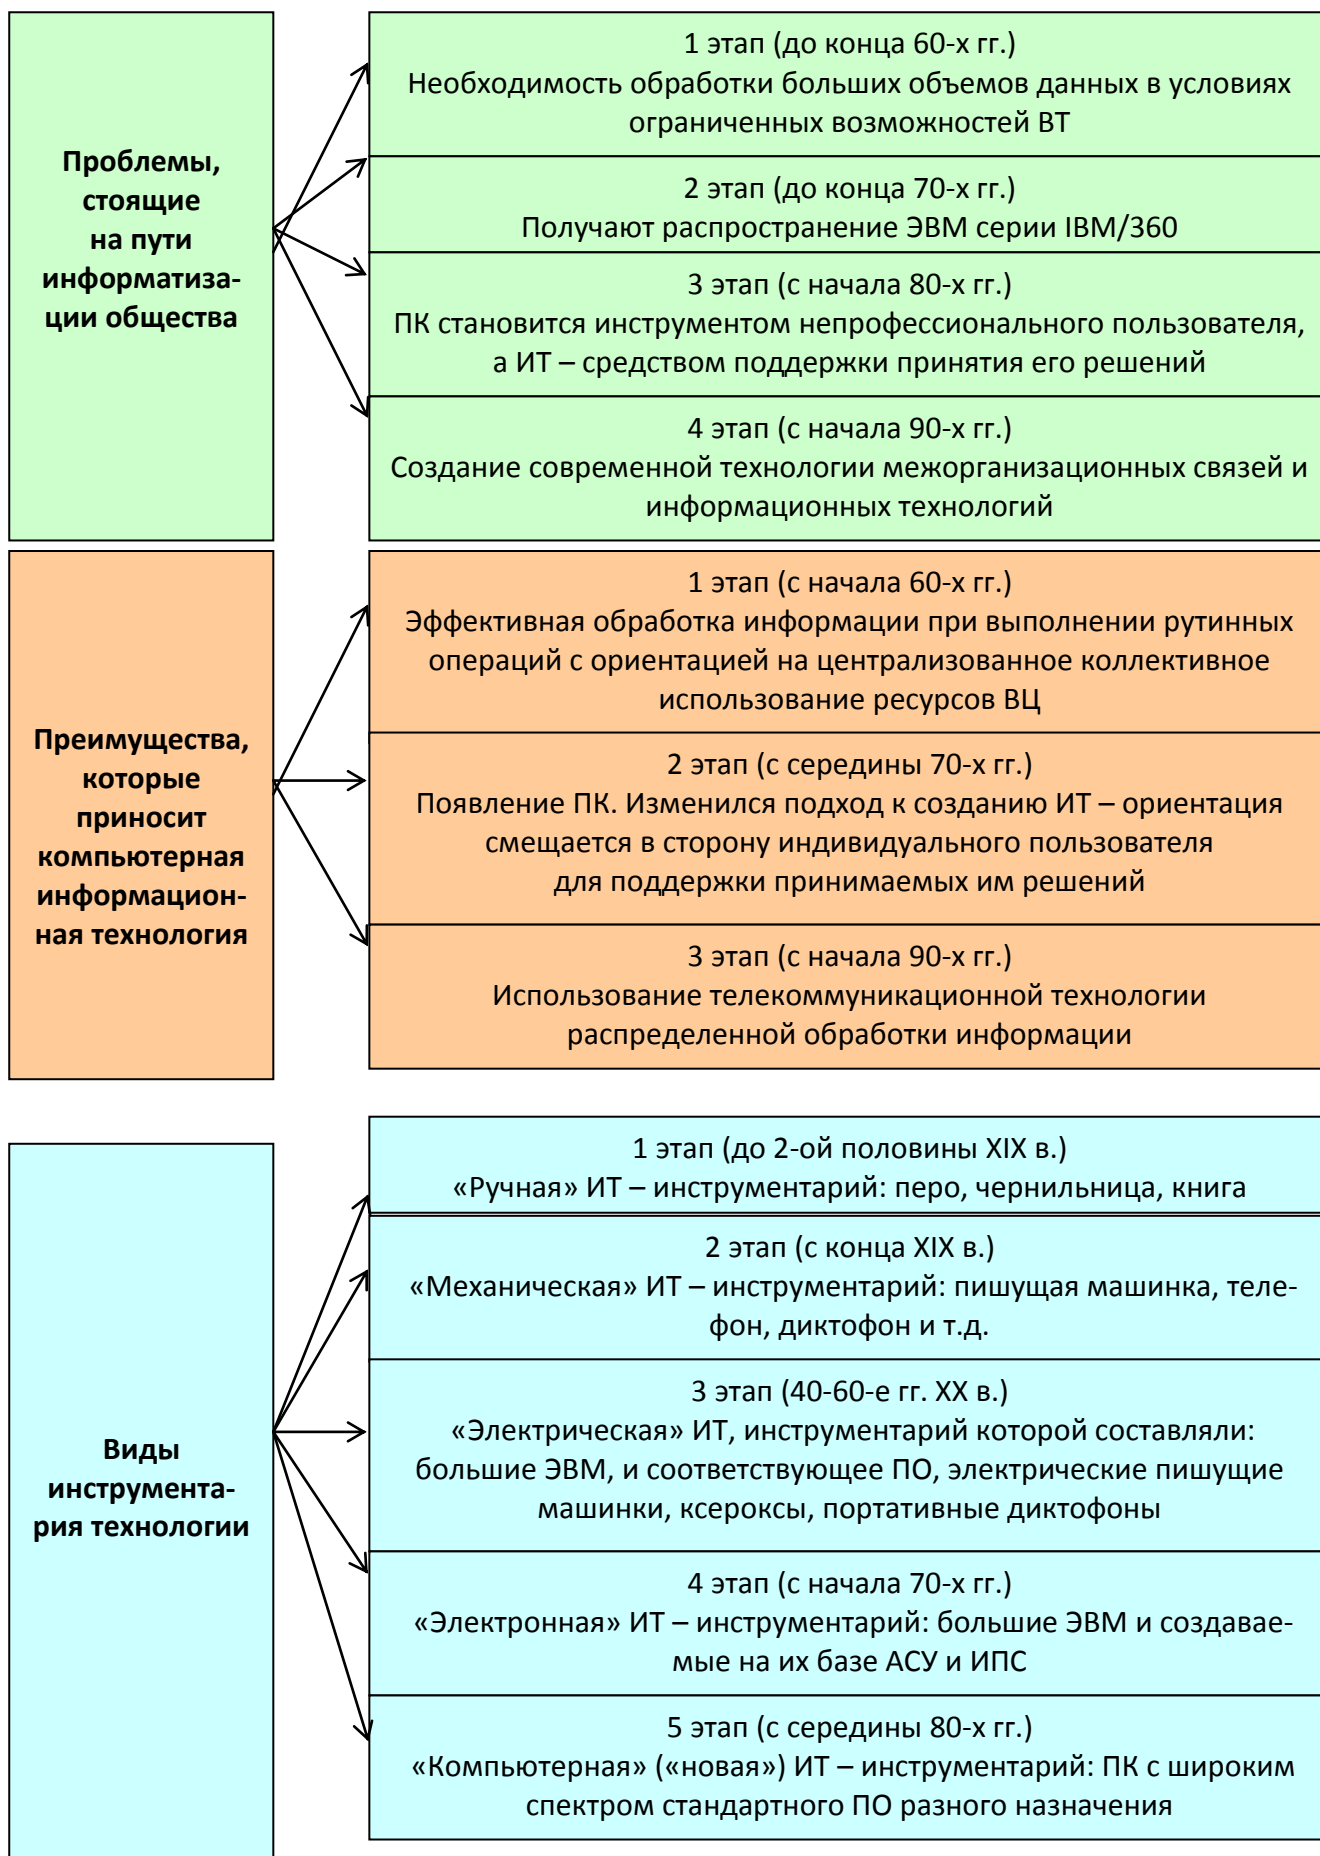 Проблемы,
стоящие
на пути
информатиза-
ции общества
1 этап (до конца 60-х гг.)
Необходимость обработки больших объемов данных в условиях
ограниченных возможностей ВТ
2 этап (до конца 70-х гг.)
Получают распространение ЭВМ серии IBM/360
3 этап (с начала 80-х гг.)
ПК становится инструментом непрофессионального пользователя,
а ИТ – средством поддержки принятия его решений
4 этап (с начала 90-х гг.)
Создание современной технологии межорганизационных связей и
информационных технологий
Преимущества,
которые
приносит
компьютерная
информацион-
ная технология
1 этап (с начала 60-х гг.)
Эффективная обработка информации при выполнении рутинных
операций с ориентацией на централизованное коллективное
использование ресурсов ВЦ
2 этап (с середины 70-х гг.)
Появление ПК. Изменился подход к созданию ИТ – ориентация
смещается в сторону индивидуального пользователя
для поддержки принимаемых им решений
3 этап (с начала 90-х гг.)
Использование телекоммуникационной технологии
распределенной обработки информации
Виды
инструмента-
рия технологии
1 этап (до 2-ой половины XIX в.)
«Ручная» ИТ – инструментарий: перо, чернильница, книга
2 этап (с конца XIX в.)
«Механическая» ИТ – инструментарий: пишущая машинка, теле-
фон, диктофон и т.д.
3 этап (40-60-е гг. XX в.)
«Электрическая» ИТ, инструментарий которой составляли:
большие ЭВМ, и соответствующее ПО, электрические пишущие
машинки, ксероксы, портативные диктофоны
4 этап (с начала 70-х гг.)
«Электронная» ИТ – инструментарий: большие ЭВМ и создавае-
мые на их базе АСУ и ИПС
5 этап (с середины 80-х гг.)
«Компьютерная» («новая») ИТ – инструментарий: ПК с широким
спектром стандартного ПО разного назначения